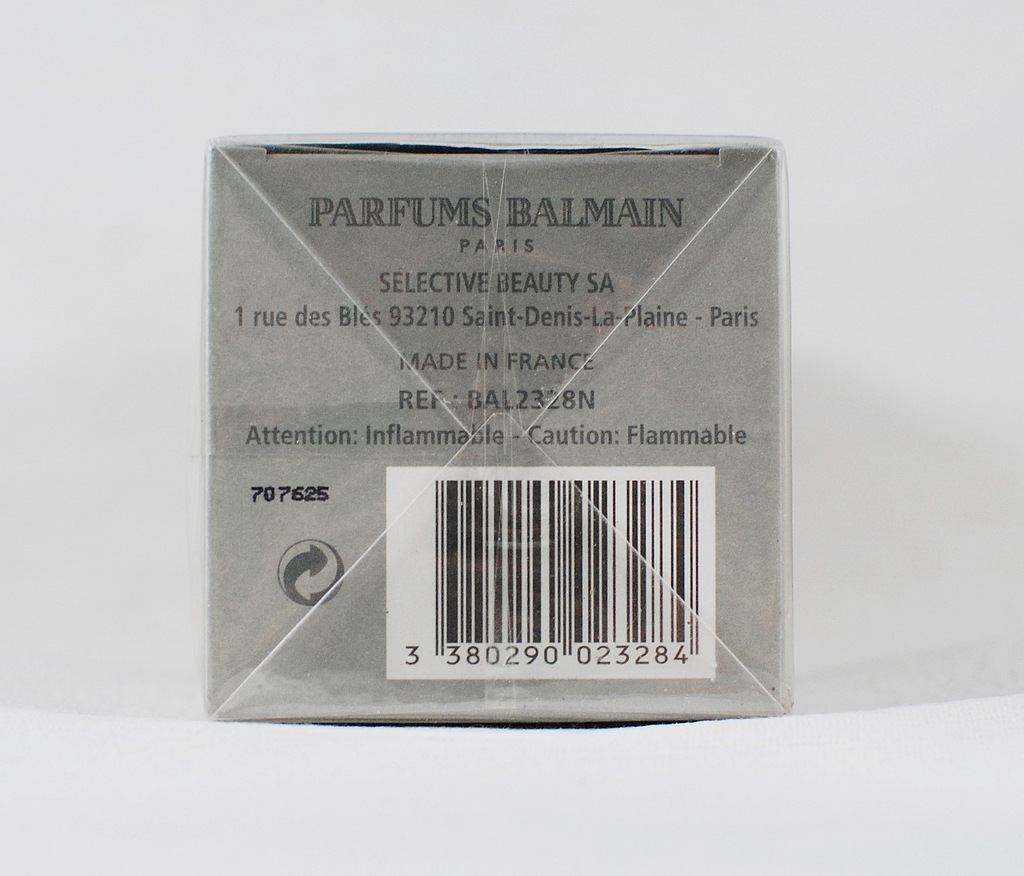 PARFUMS BALMAIN
PARIS
SELECTIVE BEAUTY SA
1 rue des Blés 93210 Saint-Denis-La-Plaine - Paris
MADE IN FRANCE
REF : BAL2328N
Attention: Inflammable - Caution: Flammable
707625
3 380290 023284